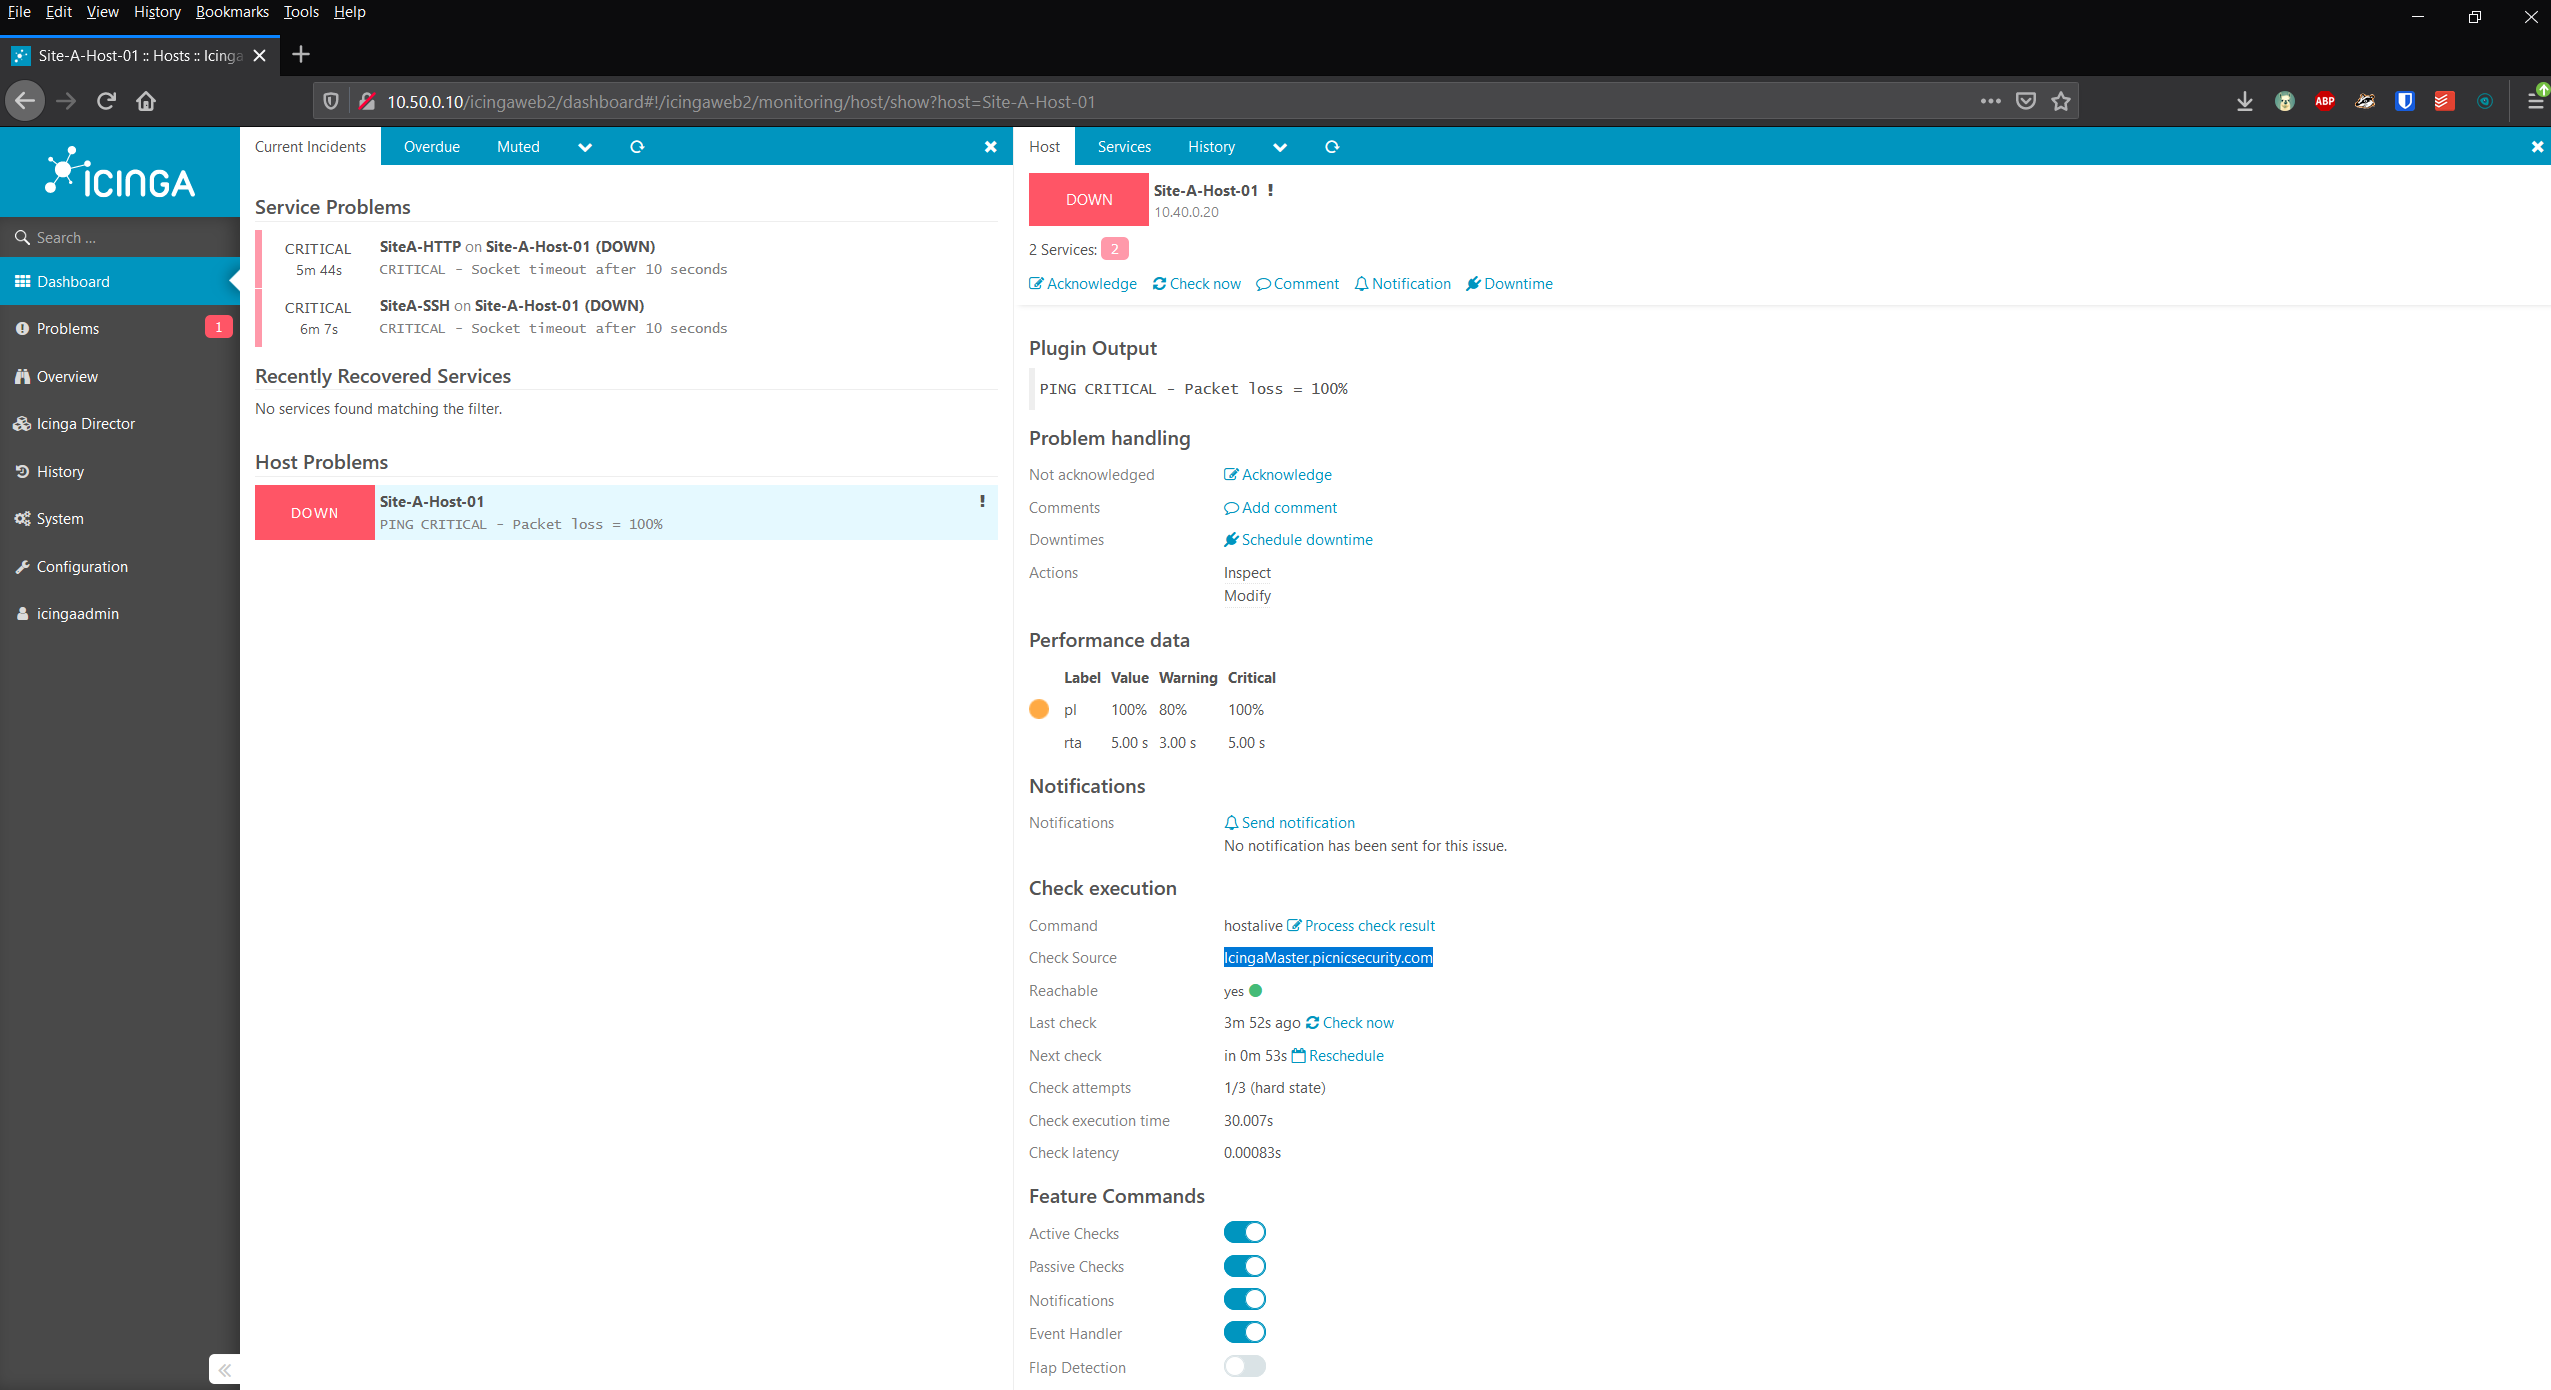 File Edit View History Bookmarks Tools Help
Site-A-Host-01 :: Hosts :: Icinga
10.50.0.10/icingaweb2/dashboard#!/icingaweb2/monitoring/host/show?host=Site-A-Host-01
ABP
ICINGA
Search ...
Dashboard
Problems 1
Overview
Icinga Director
History
System
Configuration
icingaadmin
Current Incidents Overdue Muted
Service Problems
CRITICAL SiteA-HTTP on Site-A-Host-01 (DOWN)
5m 44s CRITICAL - Socket timeout after 10 seconds
CRITICAL SiteA-SSH on Site-A-Host-01 (DOWN)
6m 7s CRITICAL - Socket timeout after 10 seconds
Recently Recovered Services
No services found matching the filter.
Host Problems
DOWN Site-A-Host-01 !
PING CRITICAL - Packet loss = 100%
Host Services History
DOWN Site-A-Host-01 !
10.40.0.20
2 Services: 2
Acknowledge Check now Comment Notification Downtime
Plugin Output
PING CRITICAL - Packet loss = 100%
Problem handling
Not acknowledged Acknowledge
Comments Add comment
Downtimes Schedule downtime
Actions Inspect
Modify
Performance data
Label Value Warning Critical
pl 100% 80% 100%
rta 5.00 s 3.00 s 5.00 s
Notifications
Notifications Send notification
No notification has been sent for this issue.
Check execution
Command hostalive Process check result
Check Source IcingaMaster.picnicsecurity.com
Reachable yes
Last check 3m 52s ago Check now
Next check in 0m 53s Reschedule
Check attempts 1/3 (hard state)
Check execution time 30.007s
Check latency 0.00083s
Feature Commands
Active Checks
Passive Checks
Notifications
Event Handler
Flap Detection